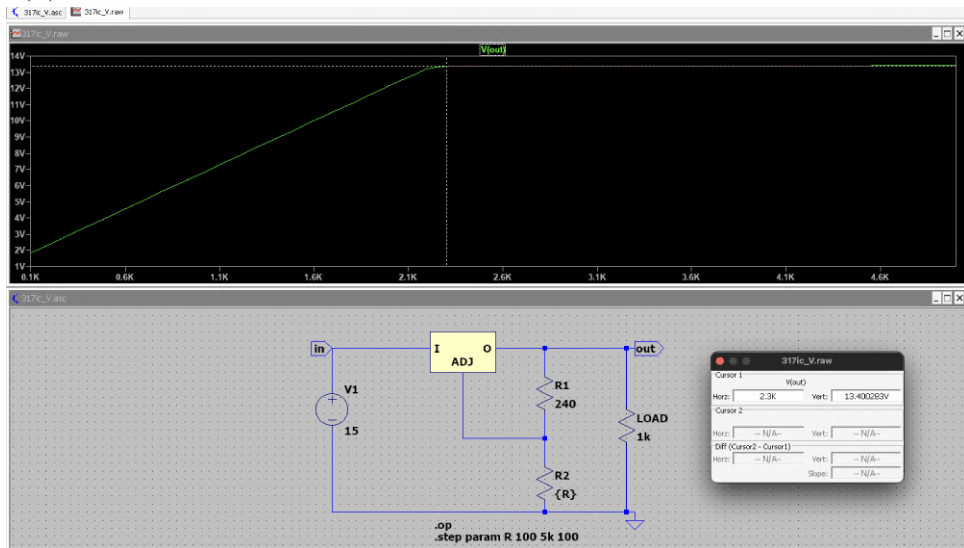 317ic_V.asc 317ic_V.raw
317ic_V.raw
V(out)
14V
13V
12V
11V
10V
9V
8V
7V
6V
5V
4V
3V
2V
1V
0.1K 0.6K 1.1K 1.6K 2.1K 2.6K 3.1K 3.6K 4.1K 4.6K
317ic_V.asc
in I O out
ADJ
V1
15
R1
240
LOAD
1k
R2
{R}
.op
.step param R 100 5k 100
317ic_V.raw
Cursor 1
V(out)
Horz: 2.3K Vert: 13.400283V
Cursor 2
Horz: -- N/A-- Vert: -- N/A--
Diff (Cursor2 - Cursor1)
Horz: -- N/A-- Vert: -- N/A--
Slope: -- N/A--